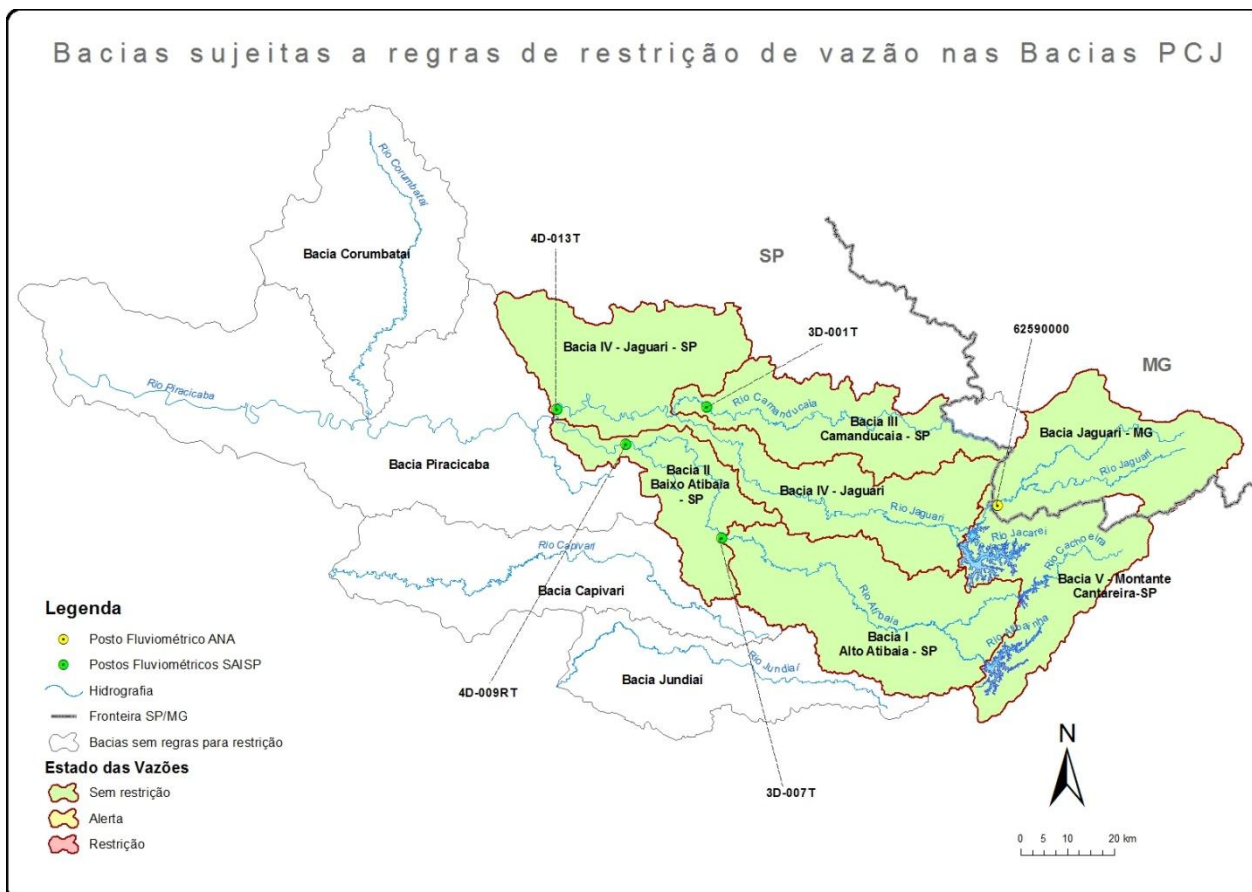 Bacias sujeitas a regras de restrição de vazão nas Bacias PCJ
Rio Corumbataí
Bacia Corumbataí
4D-013T
SP
3D-001T
62590000
MG
Bacia IV - Jaguari - SP
Rio Piracicaba
Rio Camanducaia
Bacia III
Camanducaia - SP
Bacia Jaguari - MG
Rio Jaguari
Bacia Piracicaba
Bacia II
Baixo Atibaia
- SP
Bacia IV - Jaguari
Rio Jaguari
Rio Jacareí
Rio Cachoeira
Rio Capivari
Bacia V - Montante
Cantareira-SP
Bacia Capivari
Rio Atibaia
Rio Atibainha
Bacia I
Alto Atibaia - SP
Rio Jundiaí
Bacia Jundiaí
4D-009RT
3D-007T
Legenda
Posto Fluviométrico ANA
Postos Fluviométricos SAISP
Hidrografia
Fronteira SP/MG
Bacias sem regras para restrição
Estado das Vazões
Sem restrição
Alerta
Restrição
N
0 5 10 20 km